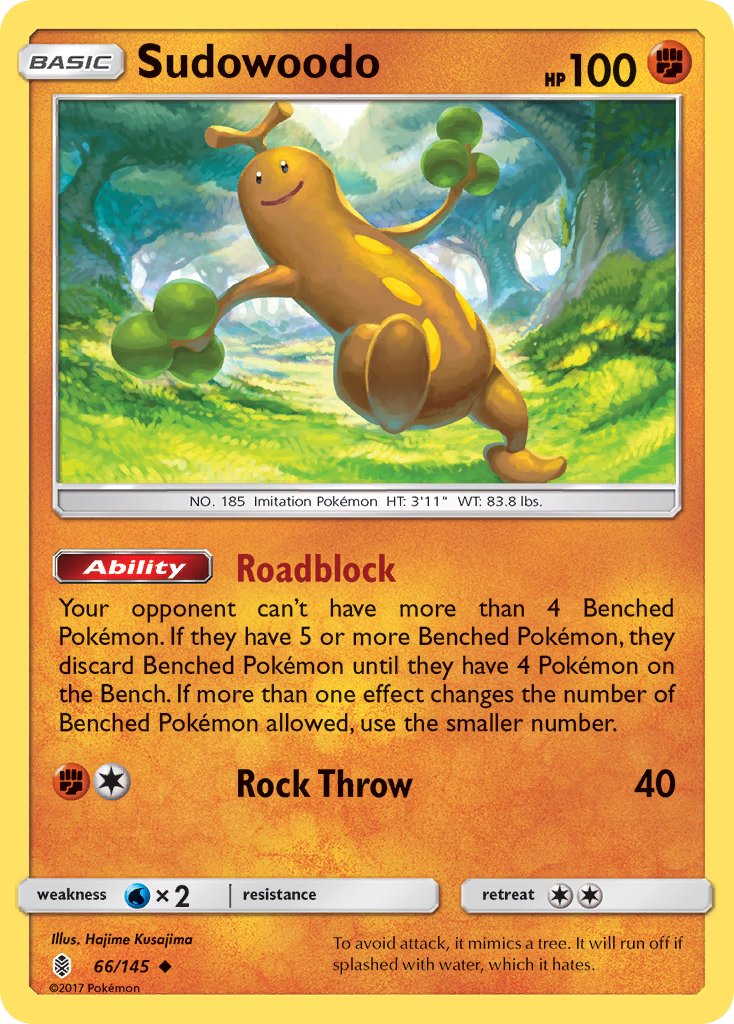 BASIC Sudowoodo HP 100
NO. 185 Imitation Pokémon HT: 3'11" WT: 83.8 lbs.
Ability Roadblock
Your opponent can't have more than 4 Benched
Pokémon. If they have 5 or more Benched Pokémon, they
discard Benched Pokémon until they have 4 Pokémon on
the Bench. If more than one effect changes the number of
Benched Pokémon allowed, use the smaller number.
Rock Throw 40
weakness × 2 resistance retreat
Illus. Hajime Kusajima
66/145
©2017 Pokémon
To avoid attack, it mimics a tree. It will run off if
splashed with water, which it hates.